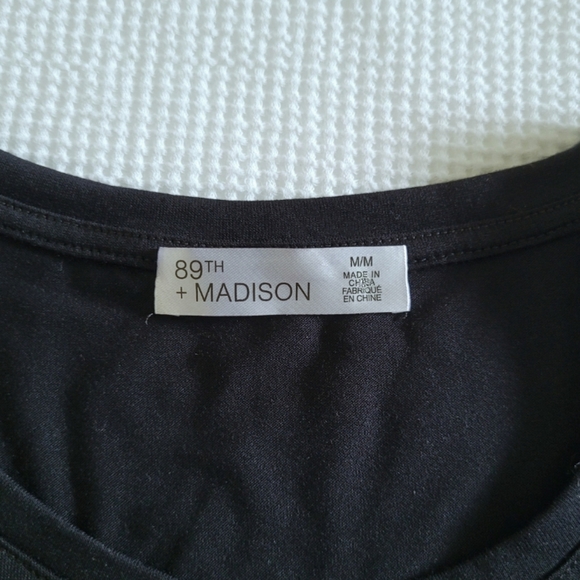 89TH
+ MADISON
M/M
MADE IN
CHINA
FABRIQUÉ
EN CHINE